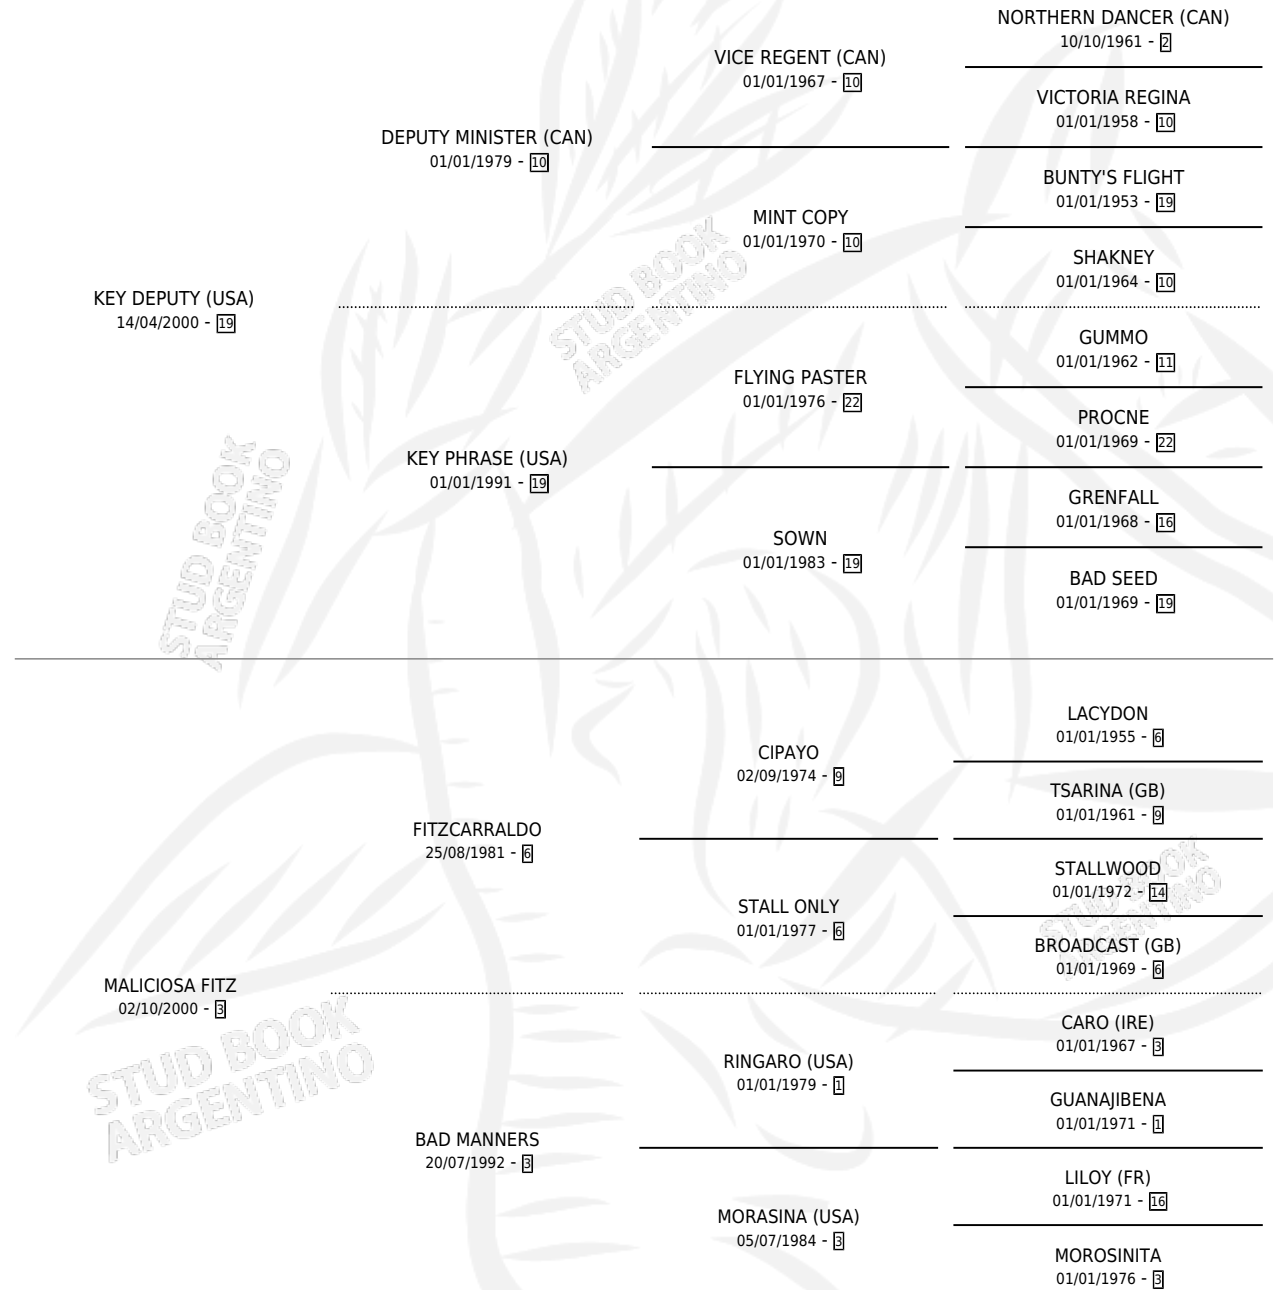 NORTHERN DANCER (CAN)
10/10/1961 - 2
VICE REGENT (CAN)
01/01/1967 - 10
VICTORIA REGINA
01/01/1958 - 10
DEPUTY MINISTER (CAN)
01/01/1979 - 10
BUNTY'S FLIGHT
01/01/1953 - 19
MINT COPY
01/01/1970 - 10
SHAKNEY
01/01/1964 - 10
KEY DEPUTY (USA)
14/04/2000 - 19
STUD BOOK
ARGENTINO
GUMMO
01/01/1962 - 11
FLYING PASTER
01/01/1976 - 22
PROCNE
01/01/1969 - 22
KEY PHRASE (USA)
01/01/1991 - 19
GRENFALL
01/01/1968 - 16
SOWN
01/01/1983 - 19
BAD SEED
01/01/1969 - 19
STUD BOOK
ARGENTINO
LACYDON
01/01/1955 - 6
CIPAYO
02/09/1974 - 9
TSARINA (GB)
01/01/1961 - 9
FITZCARRALDO
25/08/1981 - 6
STALLWOOD
01/01/1972 - 14
STALL ONLY
01/01/1977 - 6
BROADCAST (GB)
01/01/1969 - 6
STUD BOOK
ARGENTINO
MALICIOSA FITZ
02/10/2000 - 3
CARO (IRE)
01/01/1967 - 3
RINGARO (USA)
01/01/1979 - 1
GUANAJIBENA
01/01/1971 - 1
STUD BOOK
ARGENTINO
BAD MANNERS
20/07/1992 - 3
LILOY (FR)
01/01/1971 - 16
MORASINA (USA)
05/07/1984 - 3
MOROSINITA
01/01/1976 - 3